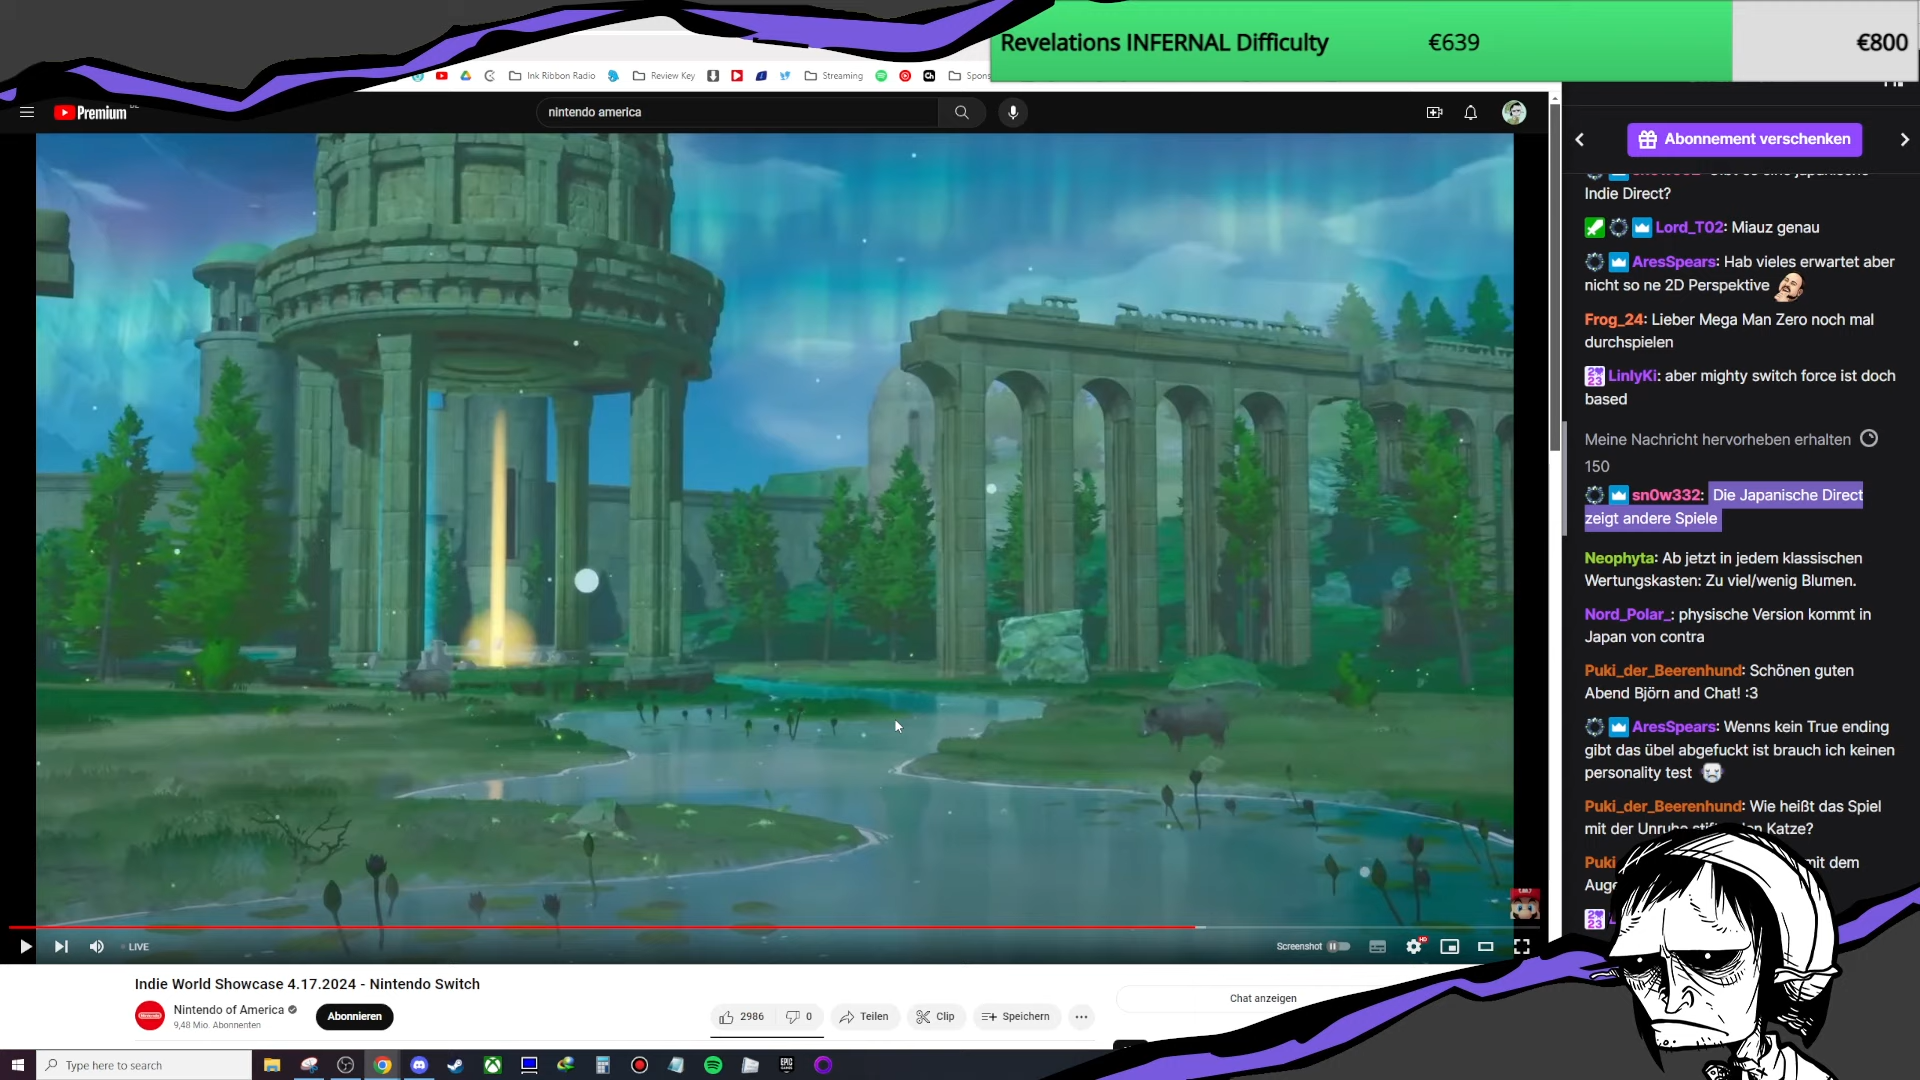 Revelations INFERNAL Difficulty €639 €800
Ink Ribbon Radio Review Key Streaming Spons
Premium nintendo america
Abonnement verschenken
Indie Direct?
Lord_T02: Miauz genau
AresSpears: Hab vieles erwartet aber
nicht so ne 2D Perspektive
Frog_24: Lieber Mega Man Zero noch mal
durchspielen
LinlyKi: aber mighty switch force ist doch
based
Meine Nachricht hervorheben erhalten
150
sn0w332: Die Japanische Direct
zeigt andere Spiele
Neophyta: Ab jetzt in jedem klassischen
Wertungskasten: Zu viel/wenig Blumen.
Nord_Polar_: physische Version kommt in
Japan von contra
Puki_der_Beerenhund: Schönen guten
Abend Björn and Chat! :3
AresSpears: Wenns kein True ending
gibt das übel abgefuckt ist brauch ich keinen
personality test
Puki_der_Beerenhund: Wie heißt das Spiel
mit der Katze?
Puki mit dem
Auge
LIVE Screenshot HD
Indie World Showcase 4.17.2024 - Nintendo Switch
Nintendo of America
9,48 Mio. Abonnenten
Abonnieren
2986 0 Teilen Clip Speichern
Chat anzeigen
Type here to search